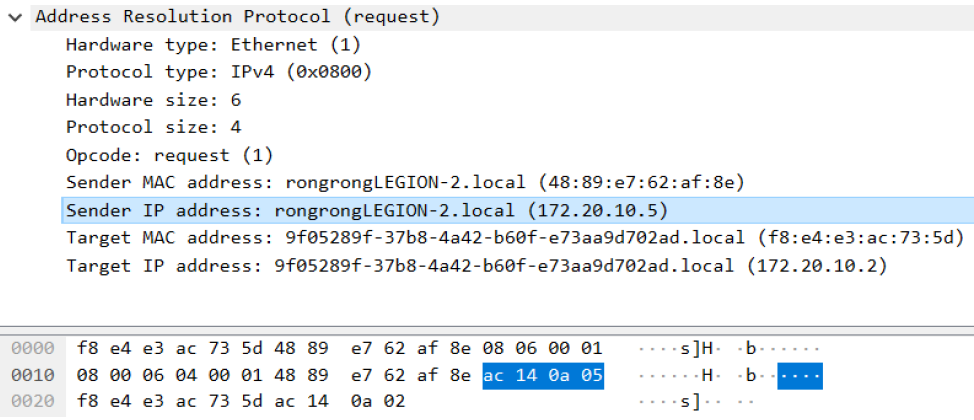 Address Resolution Protocol (request)
Hardware type: Ethernet (1)
Protocol type: IPv4 (0x0800)
Hardware size: 6
Protocol size: 4
Opcode: request (1)
Sender MAC address: rongrongLEGION-2.local (48:89:e7:62:af:8e)
Sender IP address: rongrongLEGION-2.local (172.20.10.5)
Target MAC address: 9f05289f-37b8-4a42-b60f-e73aa9d702ad.local (f8:e4:e3:ac:73:5d)
Target IP address: 9f05289f-37b8-4a42-b60f-e73aa9d702ad.local (172.20.10.2)
0000 f8 e4 e3 ac 73 5d 48 89 e7 62 af 8e 08 06 00 01 ····s]H· ·b······
0010 08 00 06 04 00 01 48 89 e7 62 af 8e ac 14 0a 05 ······H· ·b······
0020 f8 e4 e3 ac 73 5d ac 14 0a 02 ····s]·· ··